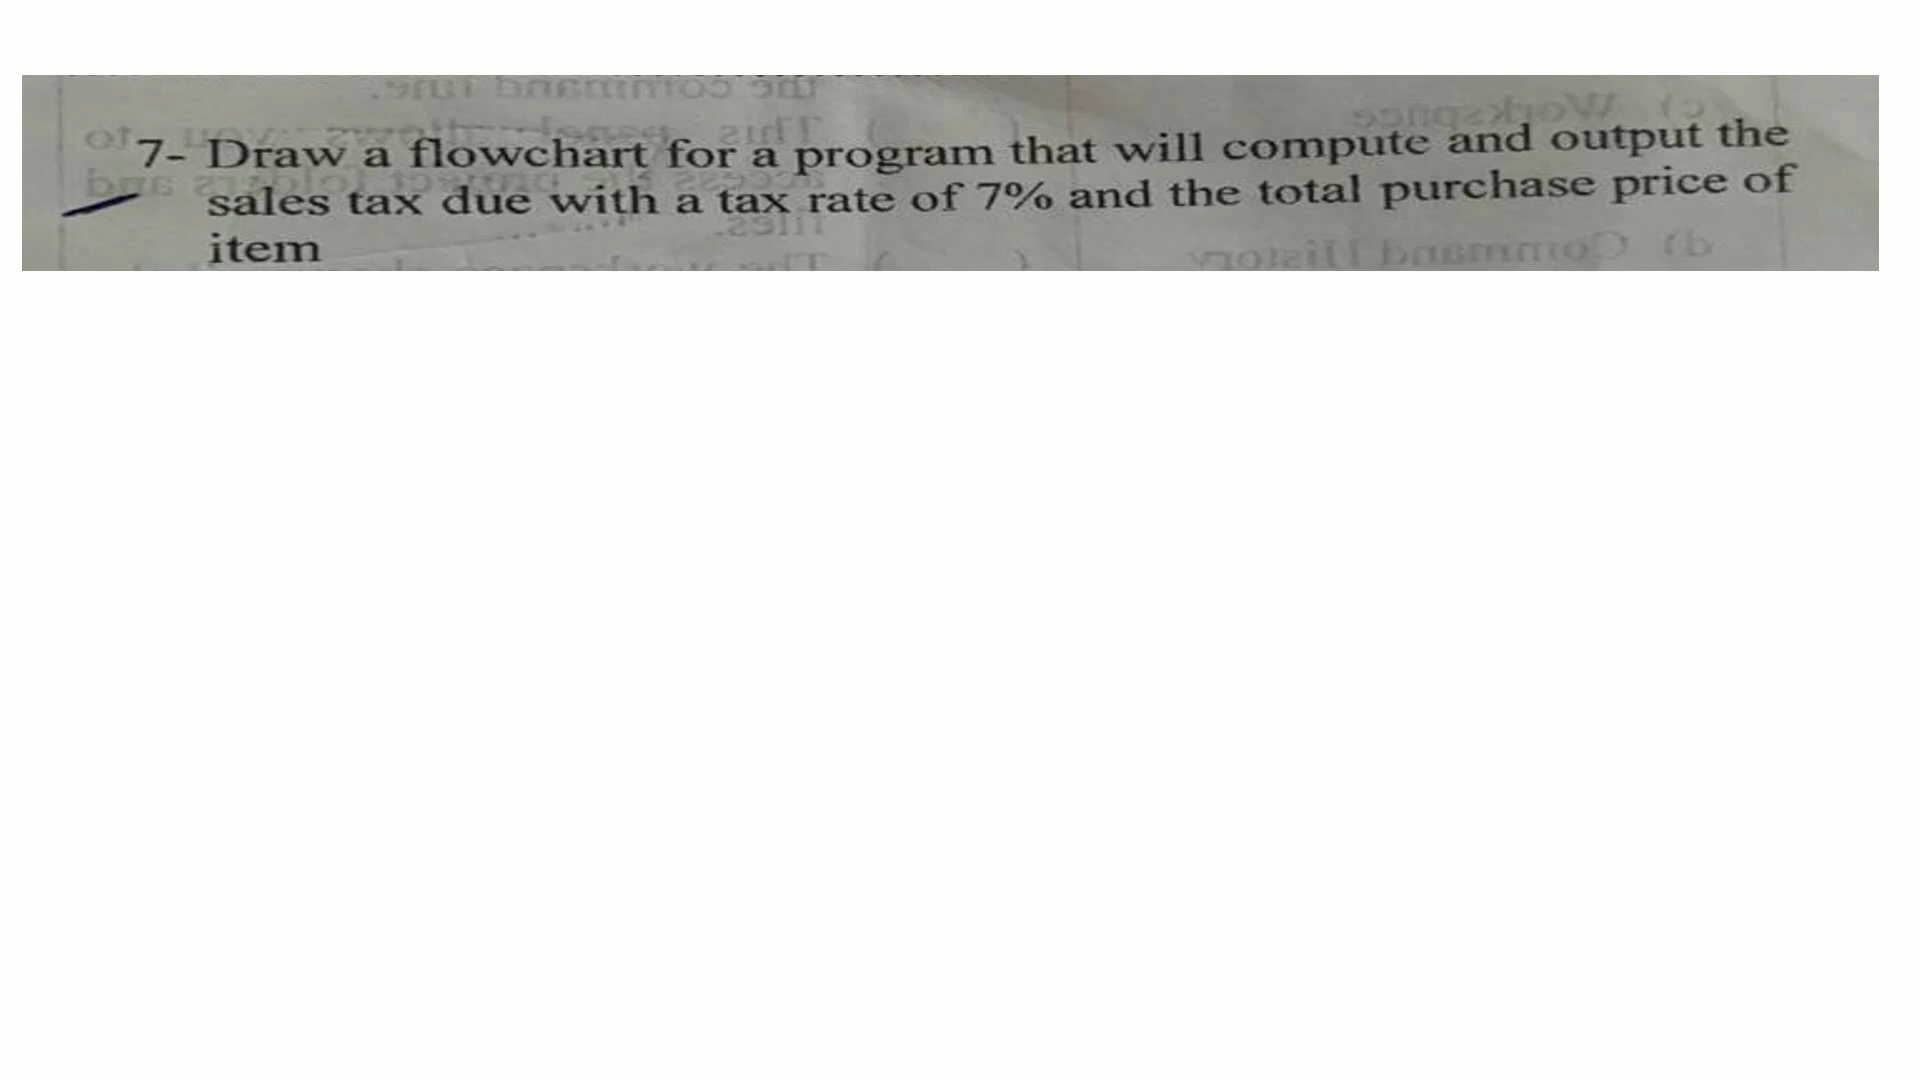 7- Draw a flowchart for a program that will compute and output the
sales tax due with a tax rate of 7% and the total purchase price of
item